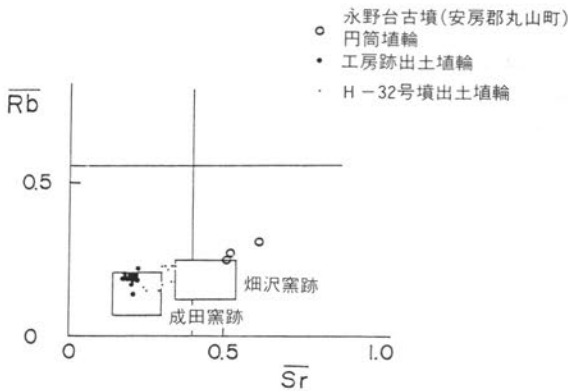 ○ 永野台古墳(安房郡丸山町)
円筒埴輪
• 工房跡出土埴輪
· H－32号墳出土埴輪
Rb
0.5
畑沢窯跡
成田窯跡
0
0
0.5
1.0
Sr